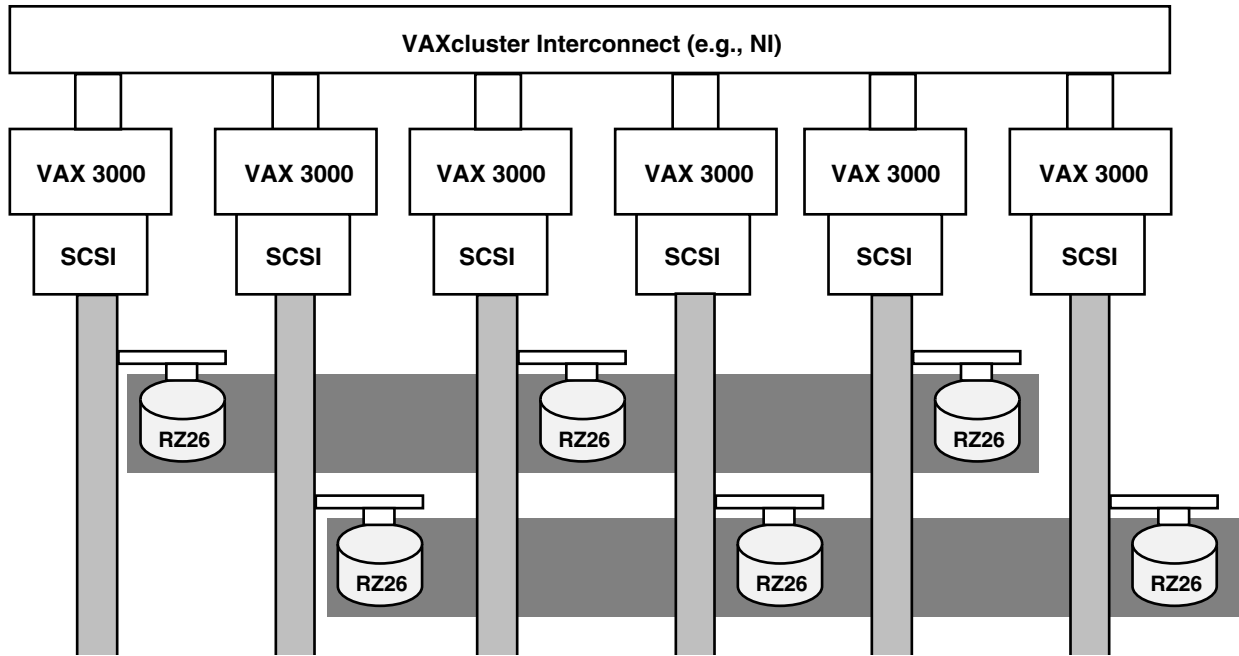 VAXcluster Interconnect (e.g., NI)
VAX 3000
VAX 3000
VAX 3000
VAX 3000
VAX 3000
VAX 3000
SCSI
SCSI
SCSI
SCSI
SCSI
SCSI
RZ26
RZ26
RZ26
RZ26
RZ26
RZ26